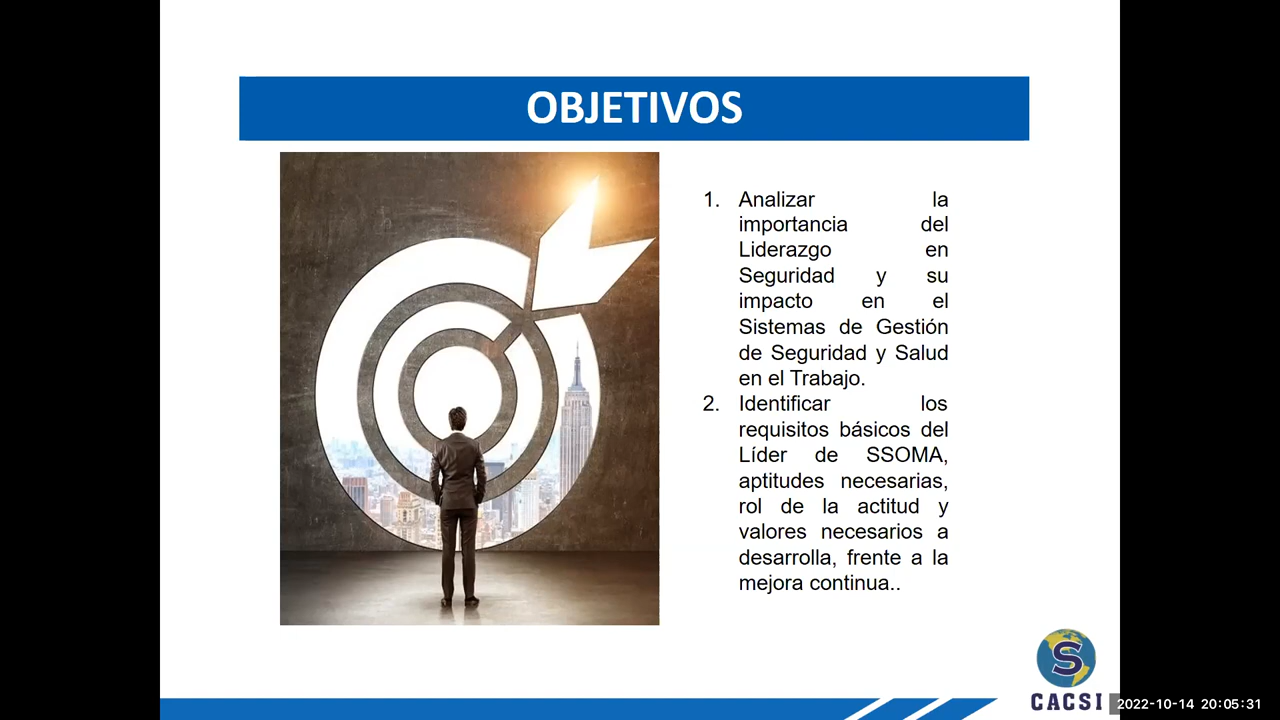 OBJETIVOS
1. Analizar la
importancia del
Liderazgo en
Seguridad y su
impacto en el
Sistemas de Gestión
de Seguridad y Salud
en el Trabajo.
2. Identificar los
requisitos básicos del
Líder de SSOMA,
aptitudes necesarias,
rol de la actitud y
valores necesarios a
desarrolla, frente a la
mejora continua..
S
CACSI
2022-10-14 20:05:31